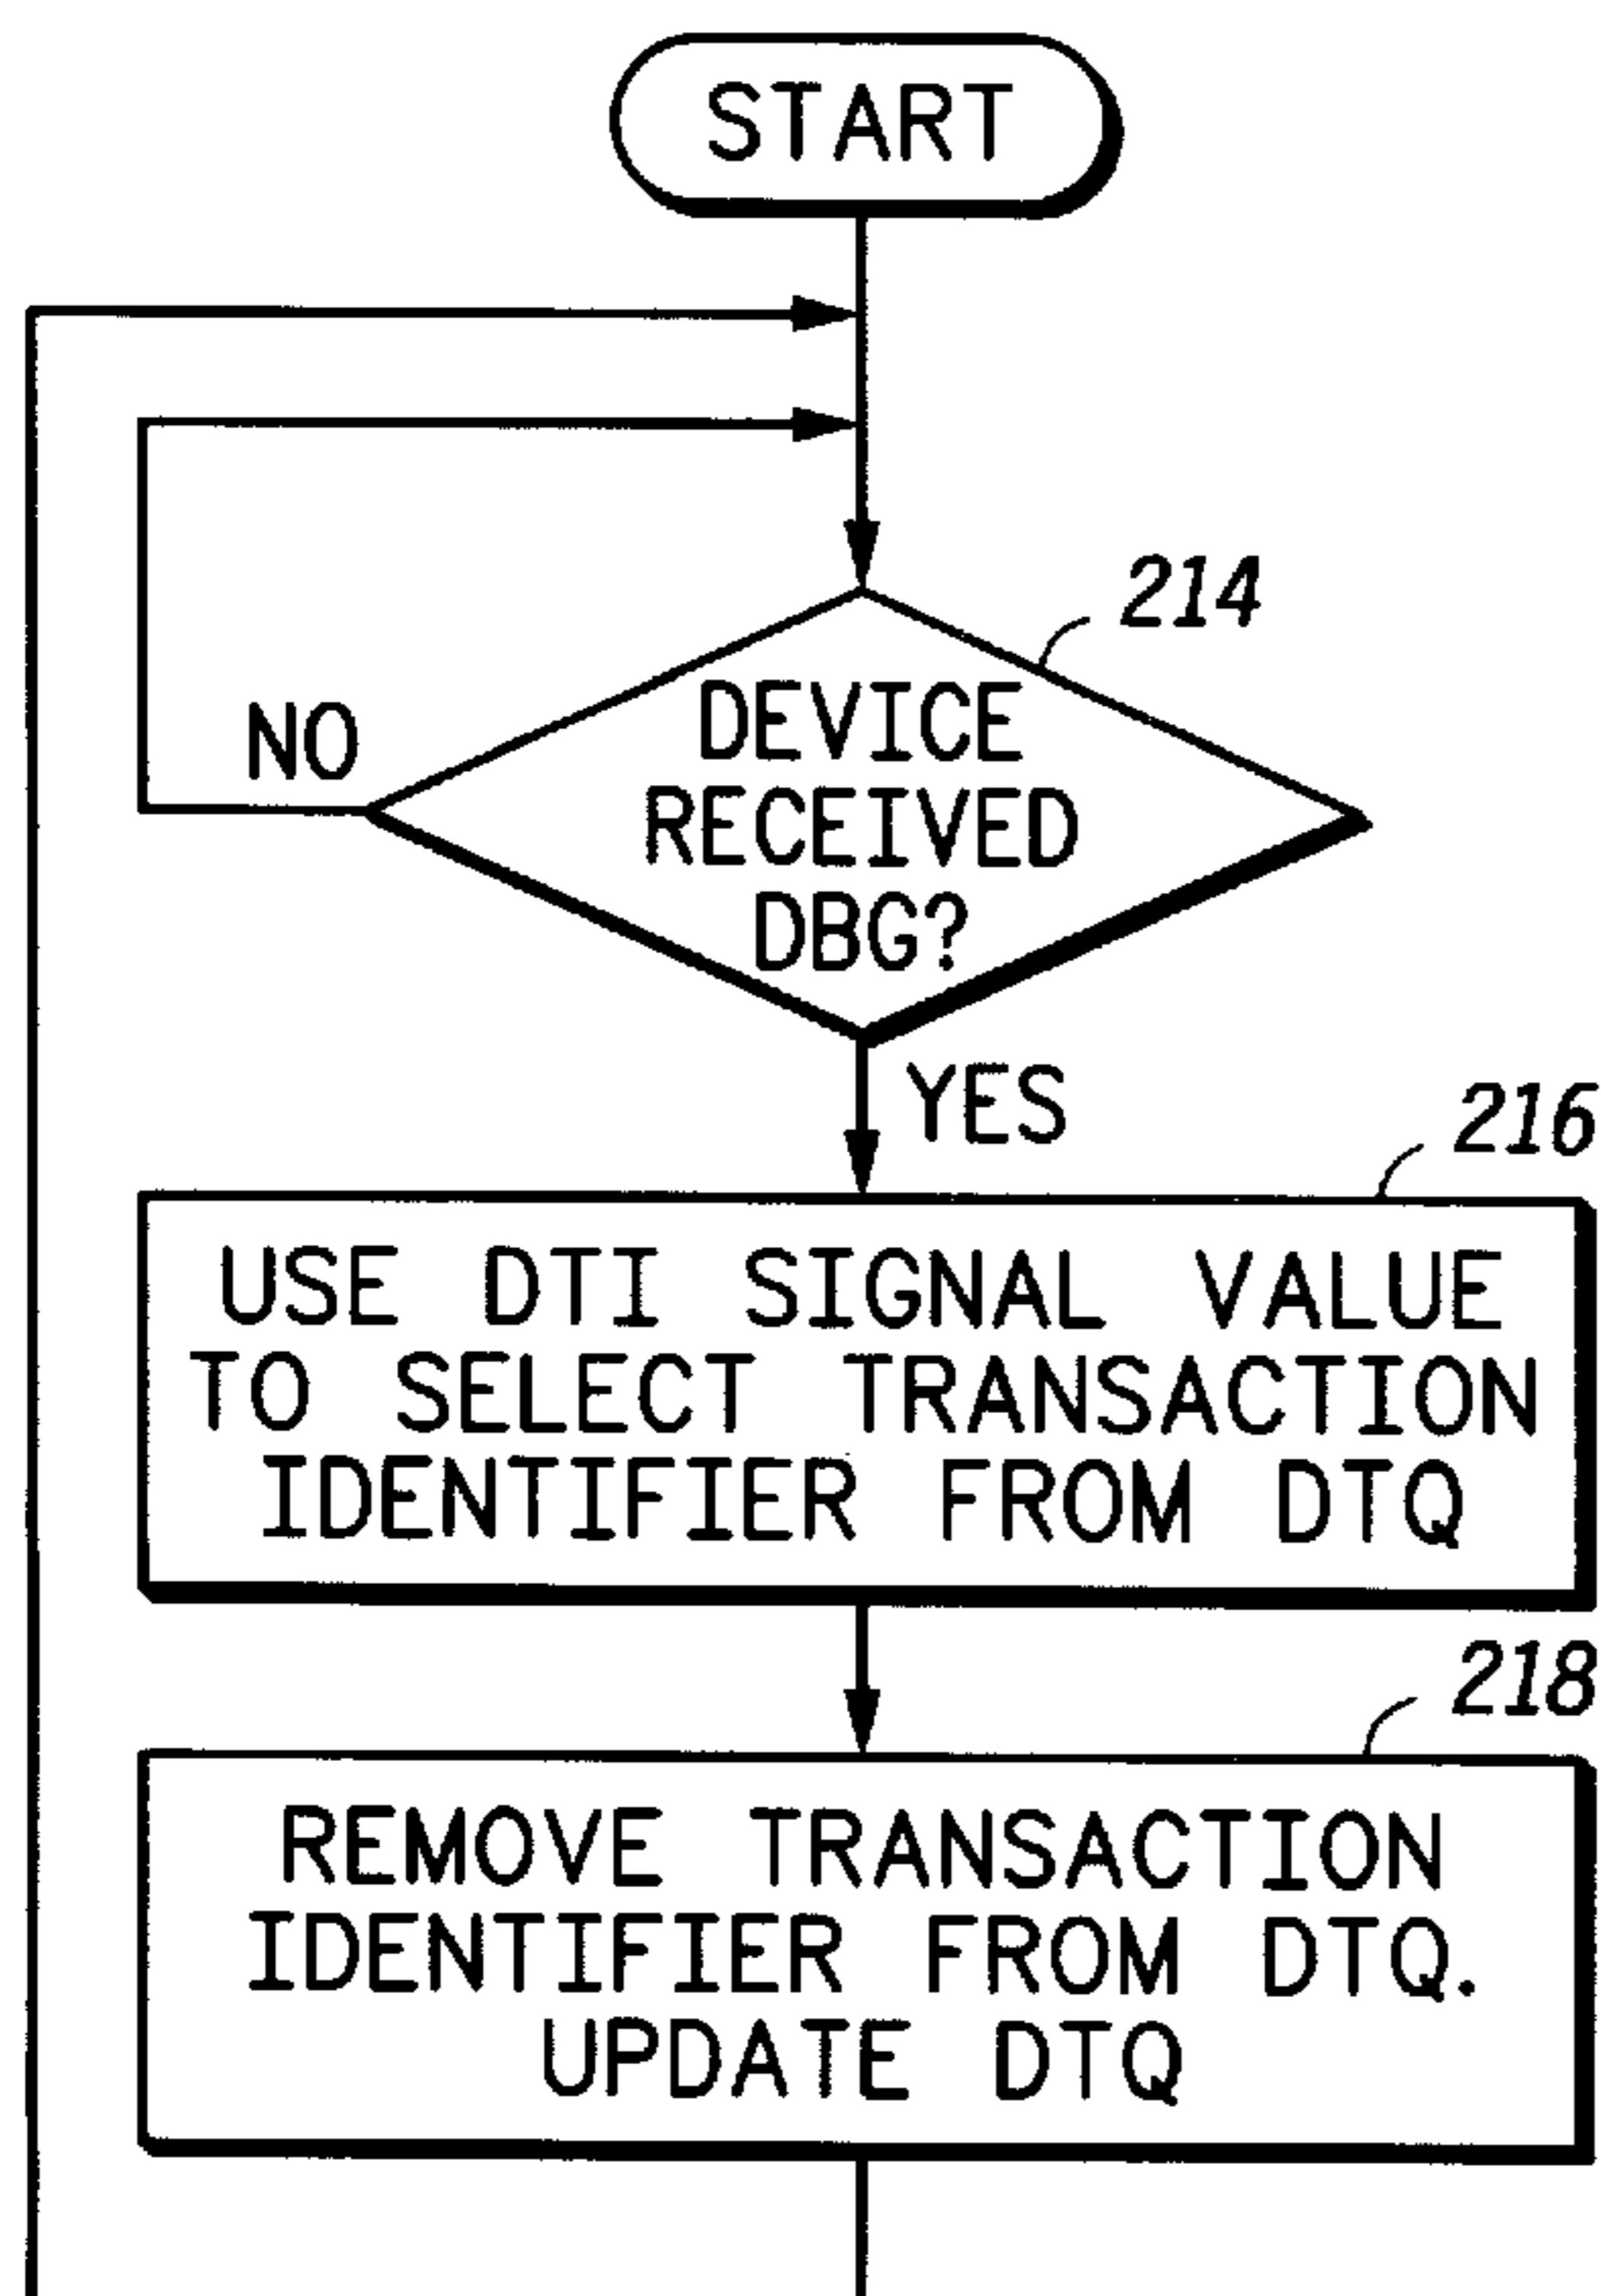 START
214
DEVICE
RECEIVED
DBG?
NO
YES
216
USE DTI SIGNAL VALUE
TO SELECT TRANSACTION
IDENTIFIER FROM DTQ
218
REMOVE TRANSACTION
IDENTIFIER FROM DTQ.
UPDATE DTQ